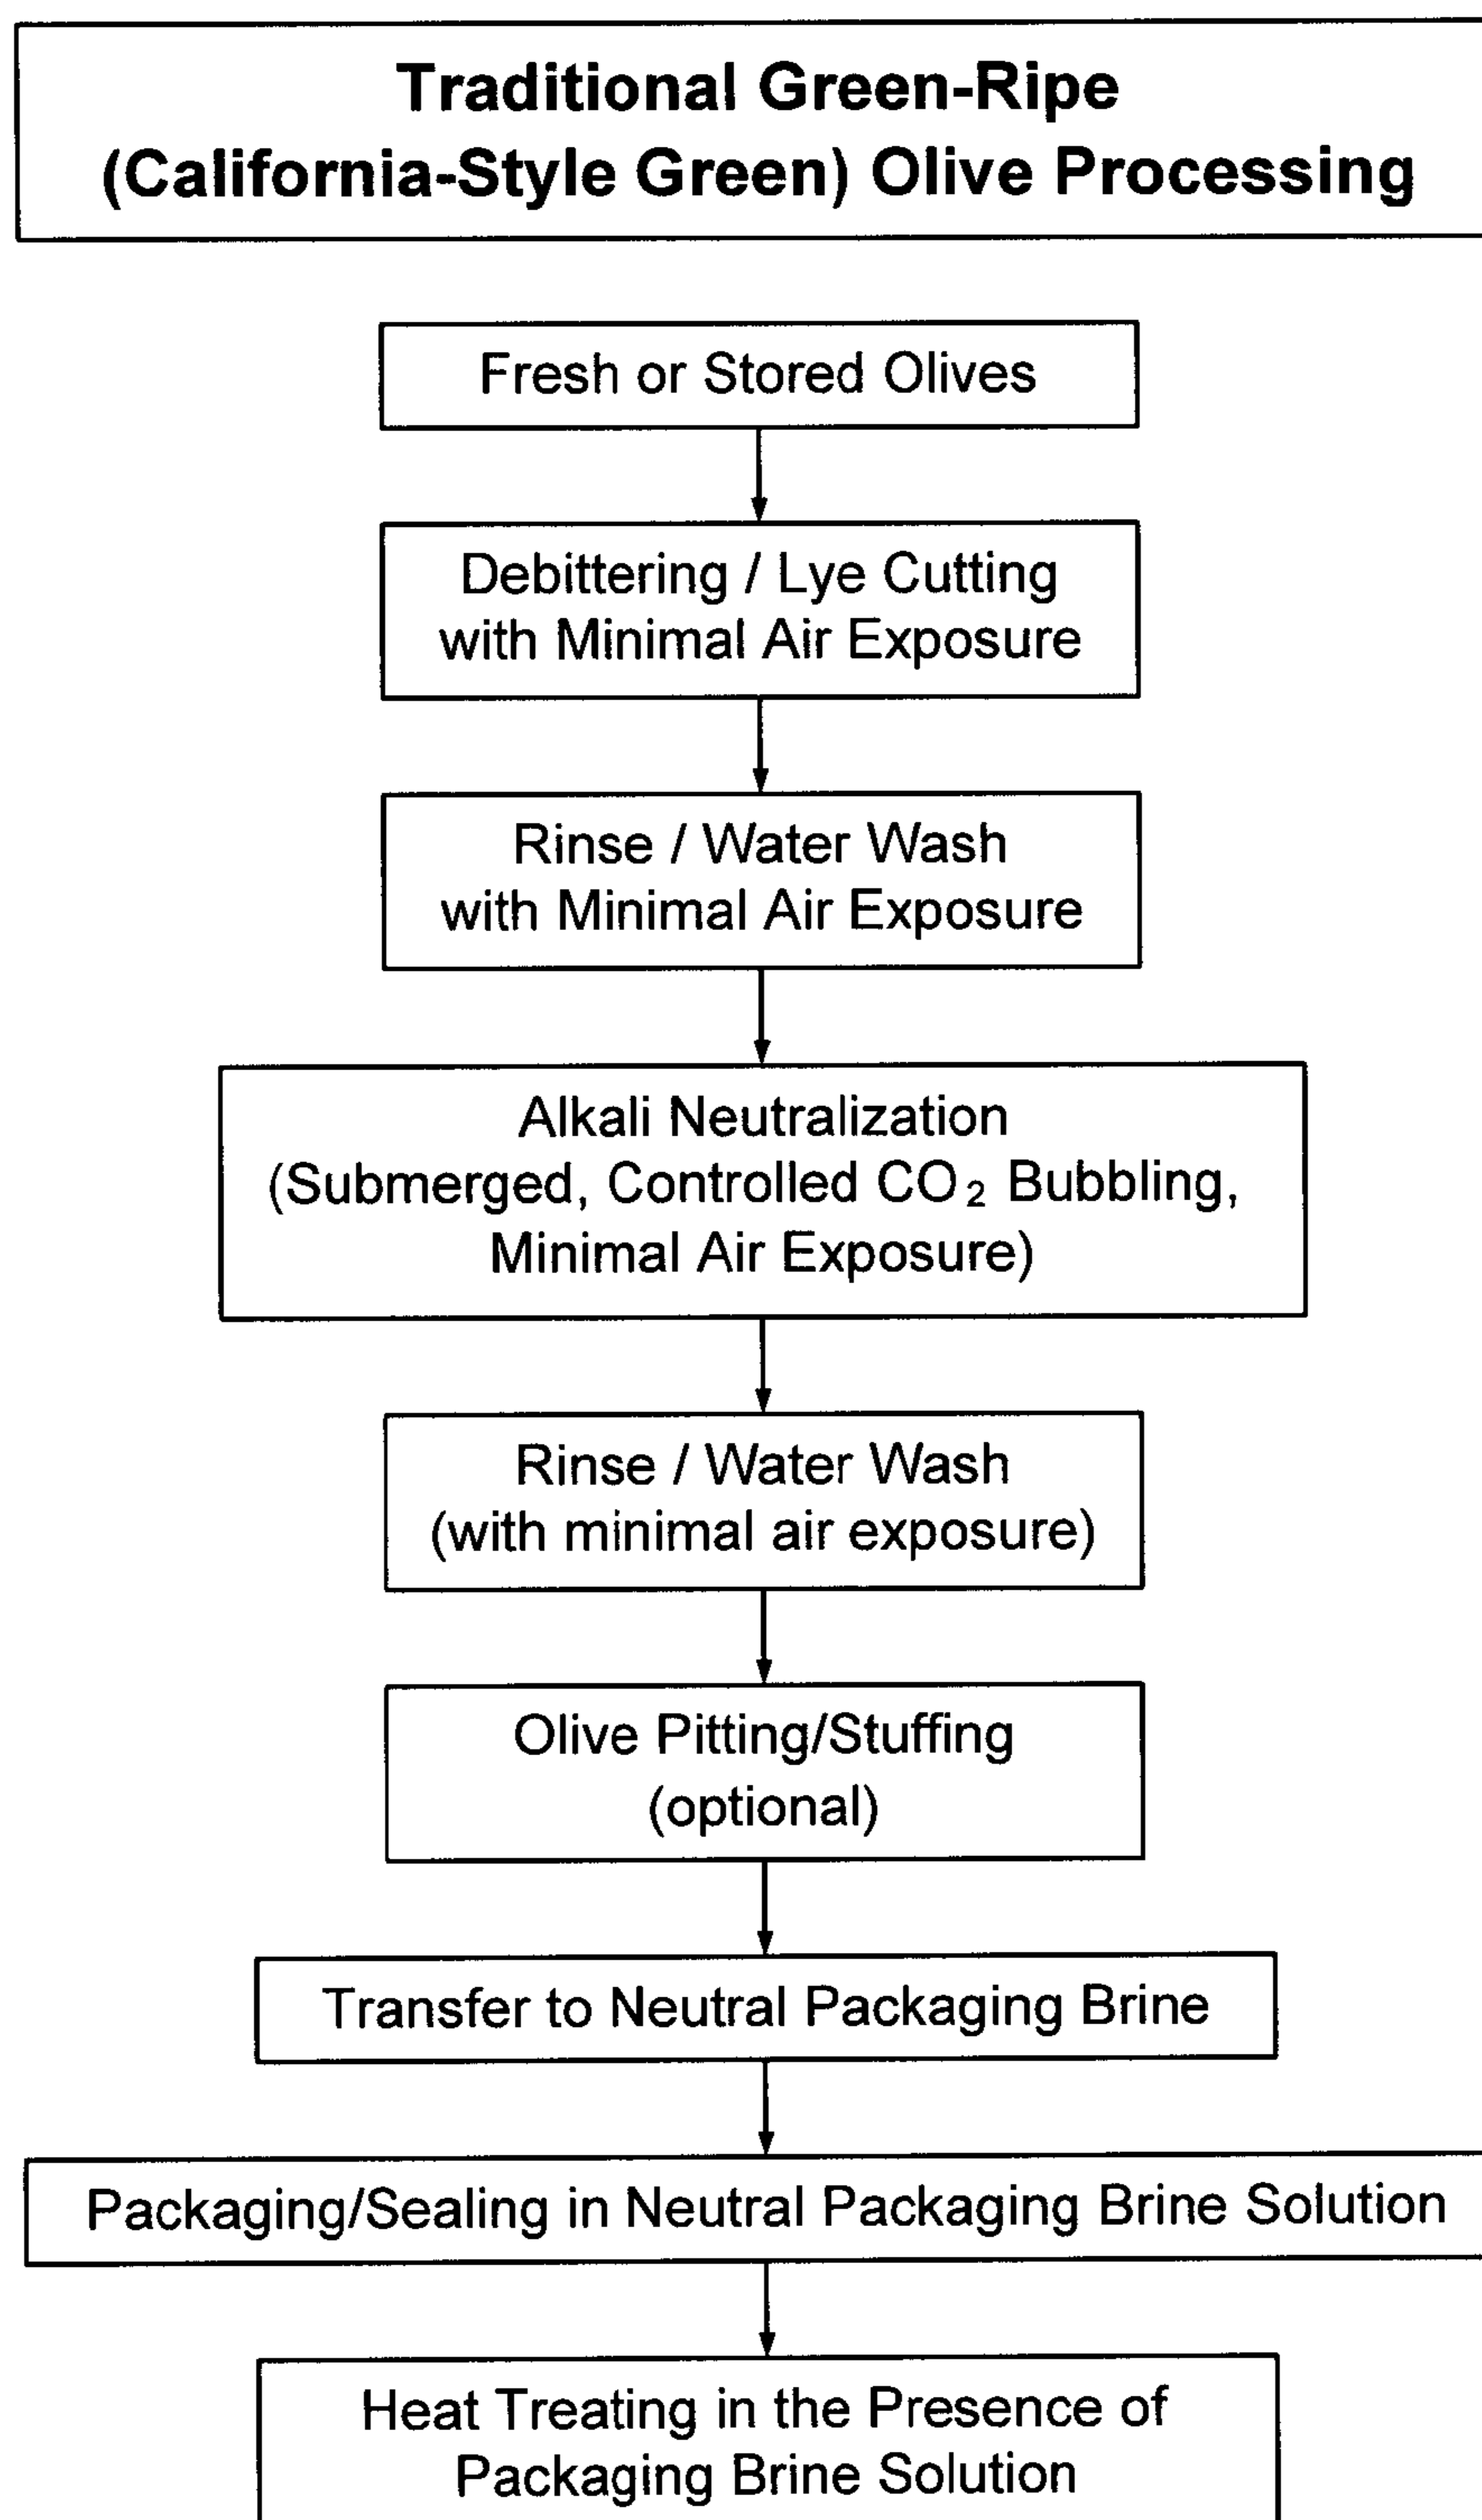 Traditional Green-Ripe
(California-Style Green) Olive Processing
Fresh or Stored Olives
Debittering / Lye Cutting
with Minimal Air Exposure
Rinse / Water Wash
with Minimal Air Exposure
Alkali Neutralization
(Submerged, Controlled CO₂ Bubbling,
Minimal Air Exposure)
Rinse / Water Wash
(with minimal air exposure)
Olive Pitting/Stuffing
(optional)
Transfer to Neutral Packaging Brine
Packaging/Sealing in Neutral Packaging Brine Solution
Heat Treating in the Presence of
Packaging Brine Solution